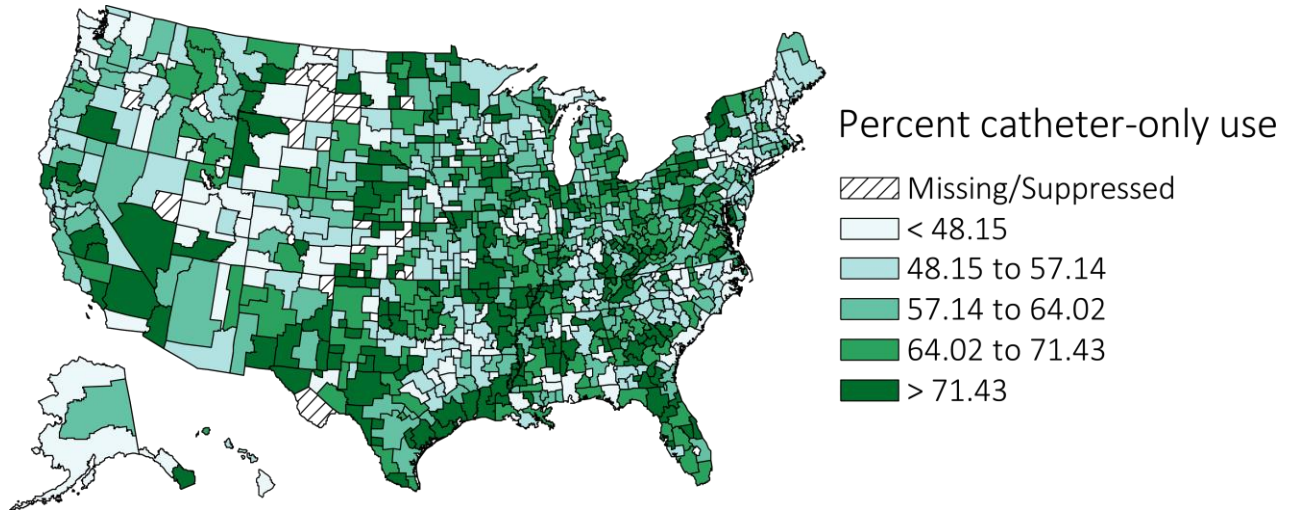 Percent catheter-only use
Missing/Suppressed
< 48.15
48.15 to 57.14
57.14 to 64.02
64.02 to 71.43
> 71.43